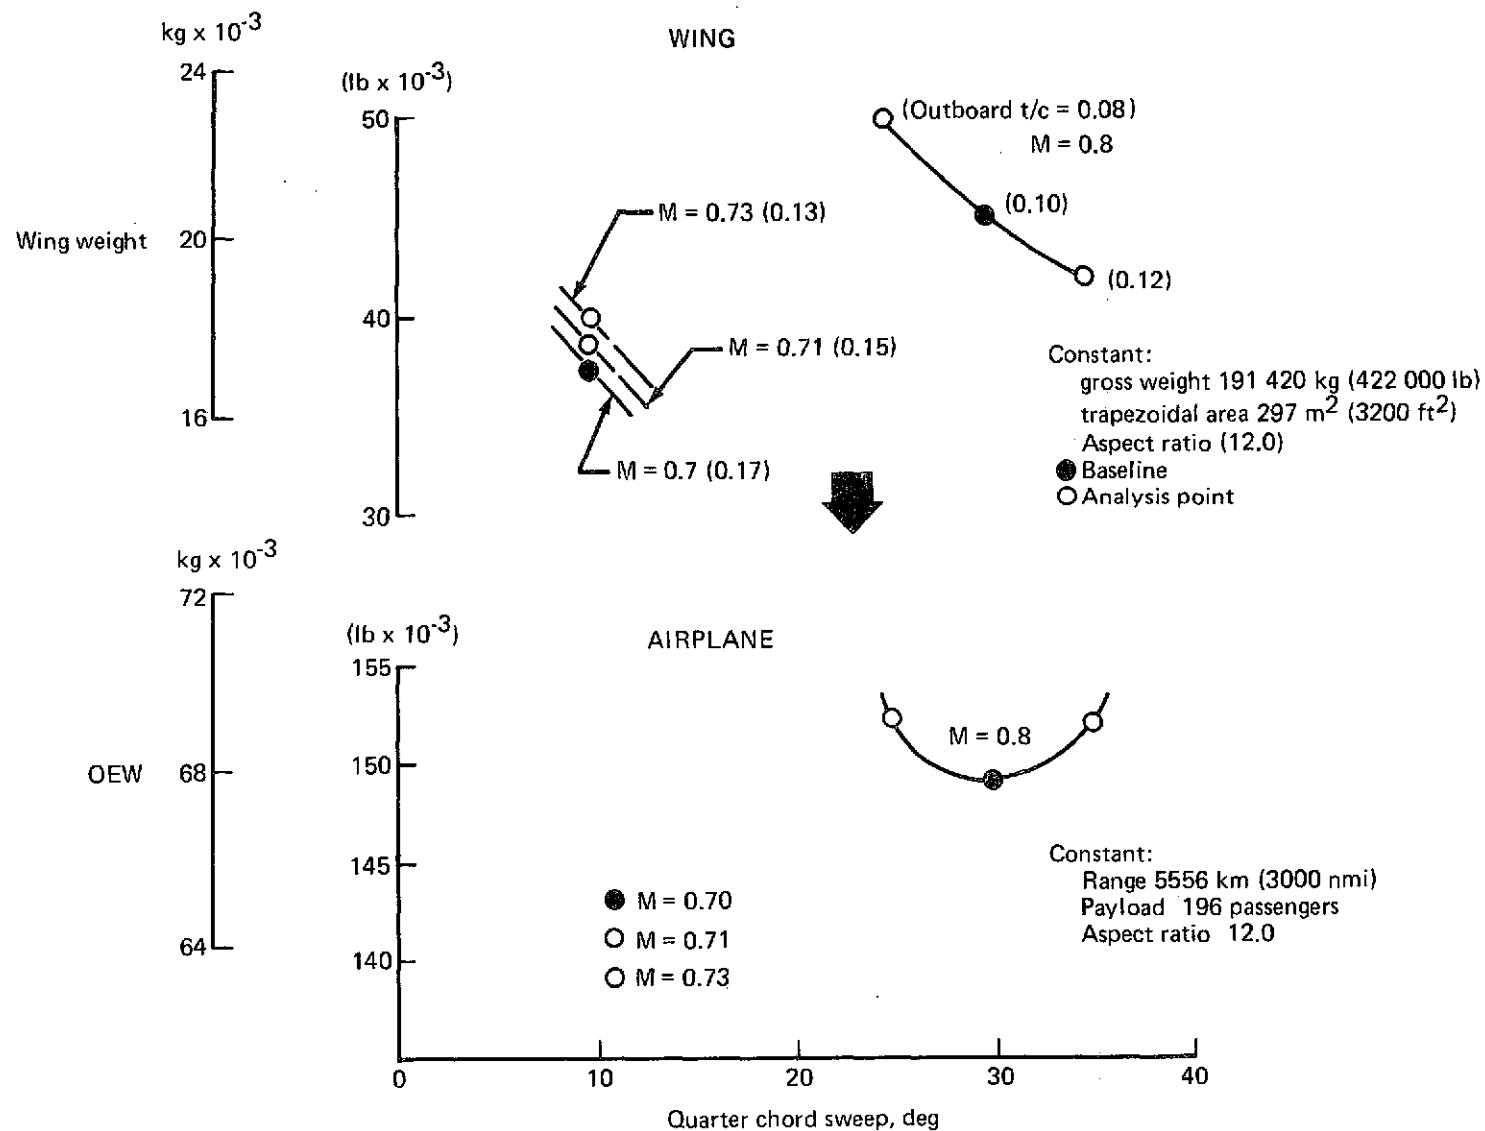 WING
kg x 10^-3
24
20
16
Wing weight
(lb x 10^-3)
50
40
30
(Outboard t/c = 0.08)
M = 0.8
(0.10)
(0.12)
M = 0.73 (0.13)
M = 0.71 (0.15)
M = 0.7 (0.17)
Constant:
gross weight 191 420 kg (422 000 lb)
trapezoidal area 297 m^2 (3200 ft^2)
Aspect ratio (12.0)
Baseline
Analysis point
AIRPLANE
kg x 10^-3
72
68
64
OEW
(lb x 10^-3)
155
150
145
140
M = 0.8
M = 0.70
M = 0.71
M = 0.73
Constant:
Range 5556 km (3000 nmi)
Payload 196 passengers
Aspect ratio 12.0
0 10 20 30 40
Quarter chord sweep, deg